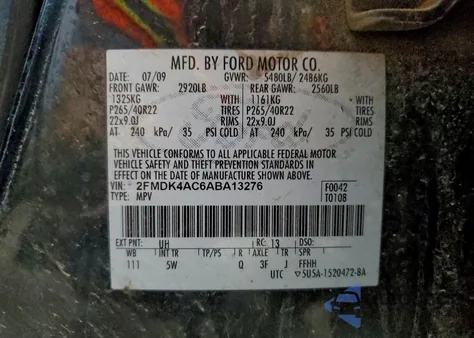 MFD. BY FORD MOTOR CO.
DATE: 07/09 GVWR: 5480LB/ 2486KG
FRONT GAWR: 2920LB REAR GAWR: 2560LB
1325KG WITH 1161KG WITH
P265/40R22 TIRES P265/40R22 TIRES
22x9.0J RIMS 22x9.0J RIMS
AT 240 kPa/ 35 PSI COLD AT 240 kPa/ 35 PSI COLD
THIS VEHICLE CONFORMS TO ALL APPLICABLE FEDERAL MOTOR
VEHICLE SAFETY AND THEFT PREVENTION STANDARDS IN
EFFECT ON THE DATE OF MANUFACTURE SHOWN ABOVE.
VIN: 2FMDK4AC6ABA13276 F0042
TYPE: MPV T0108
EXT PNT: UH RC: 13 DSO:
WB INT TR TP/PS R AXLE TR SPR
111 5W Q 3F J FFHH
UTC 5U5A-1520472-BA